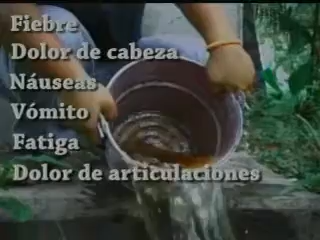 Fiebre
Dolor de cabeza
Náuseas
Vómito
Fatiga
Dolor de articulaciones